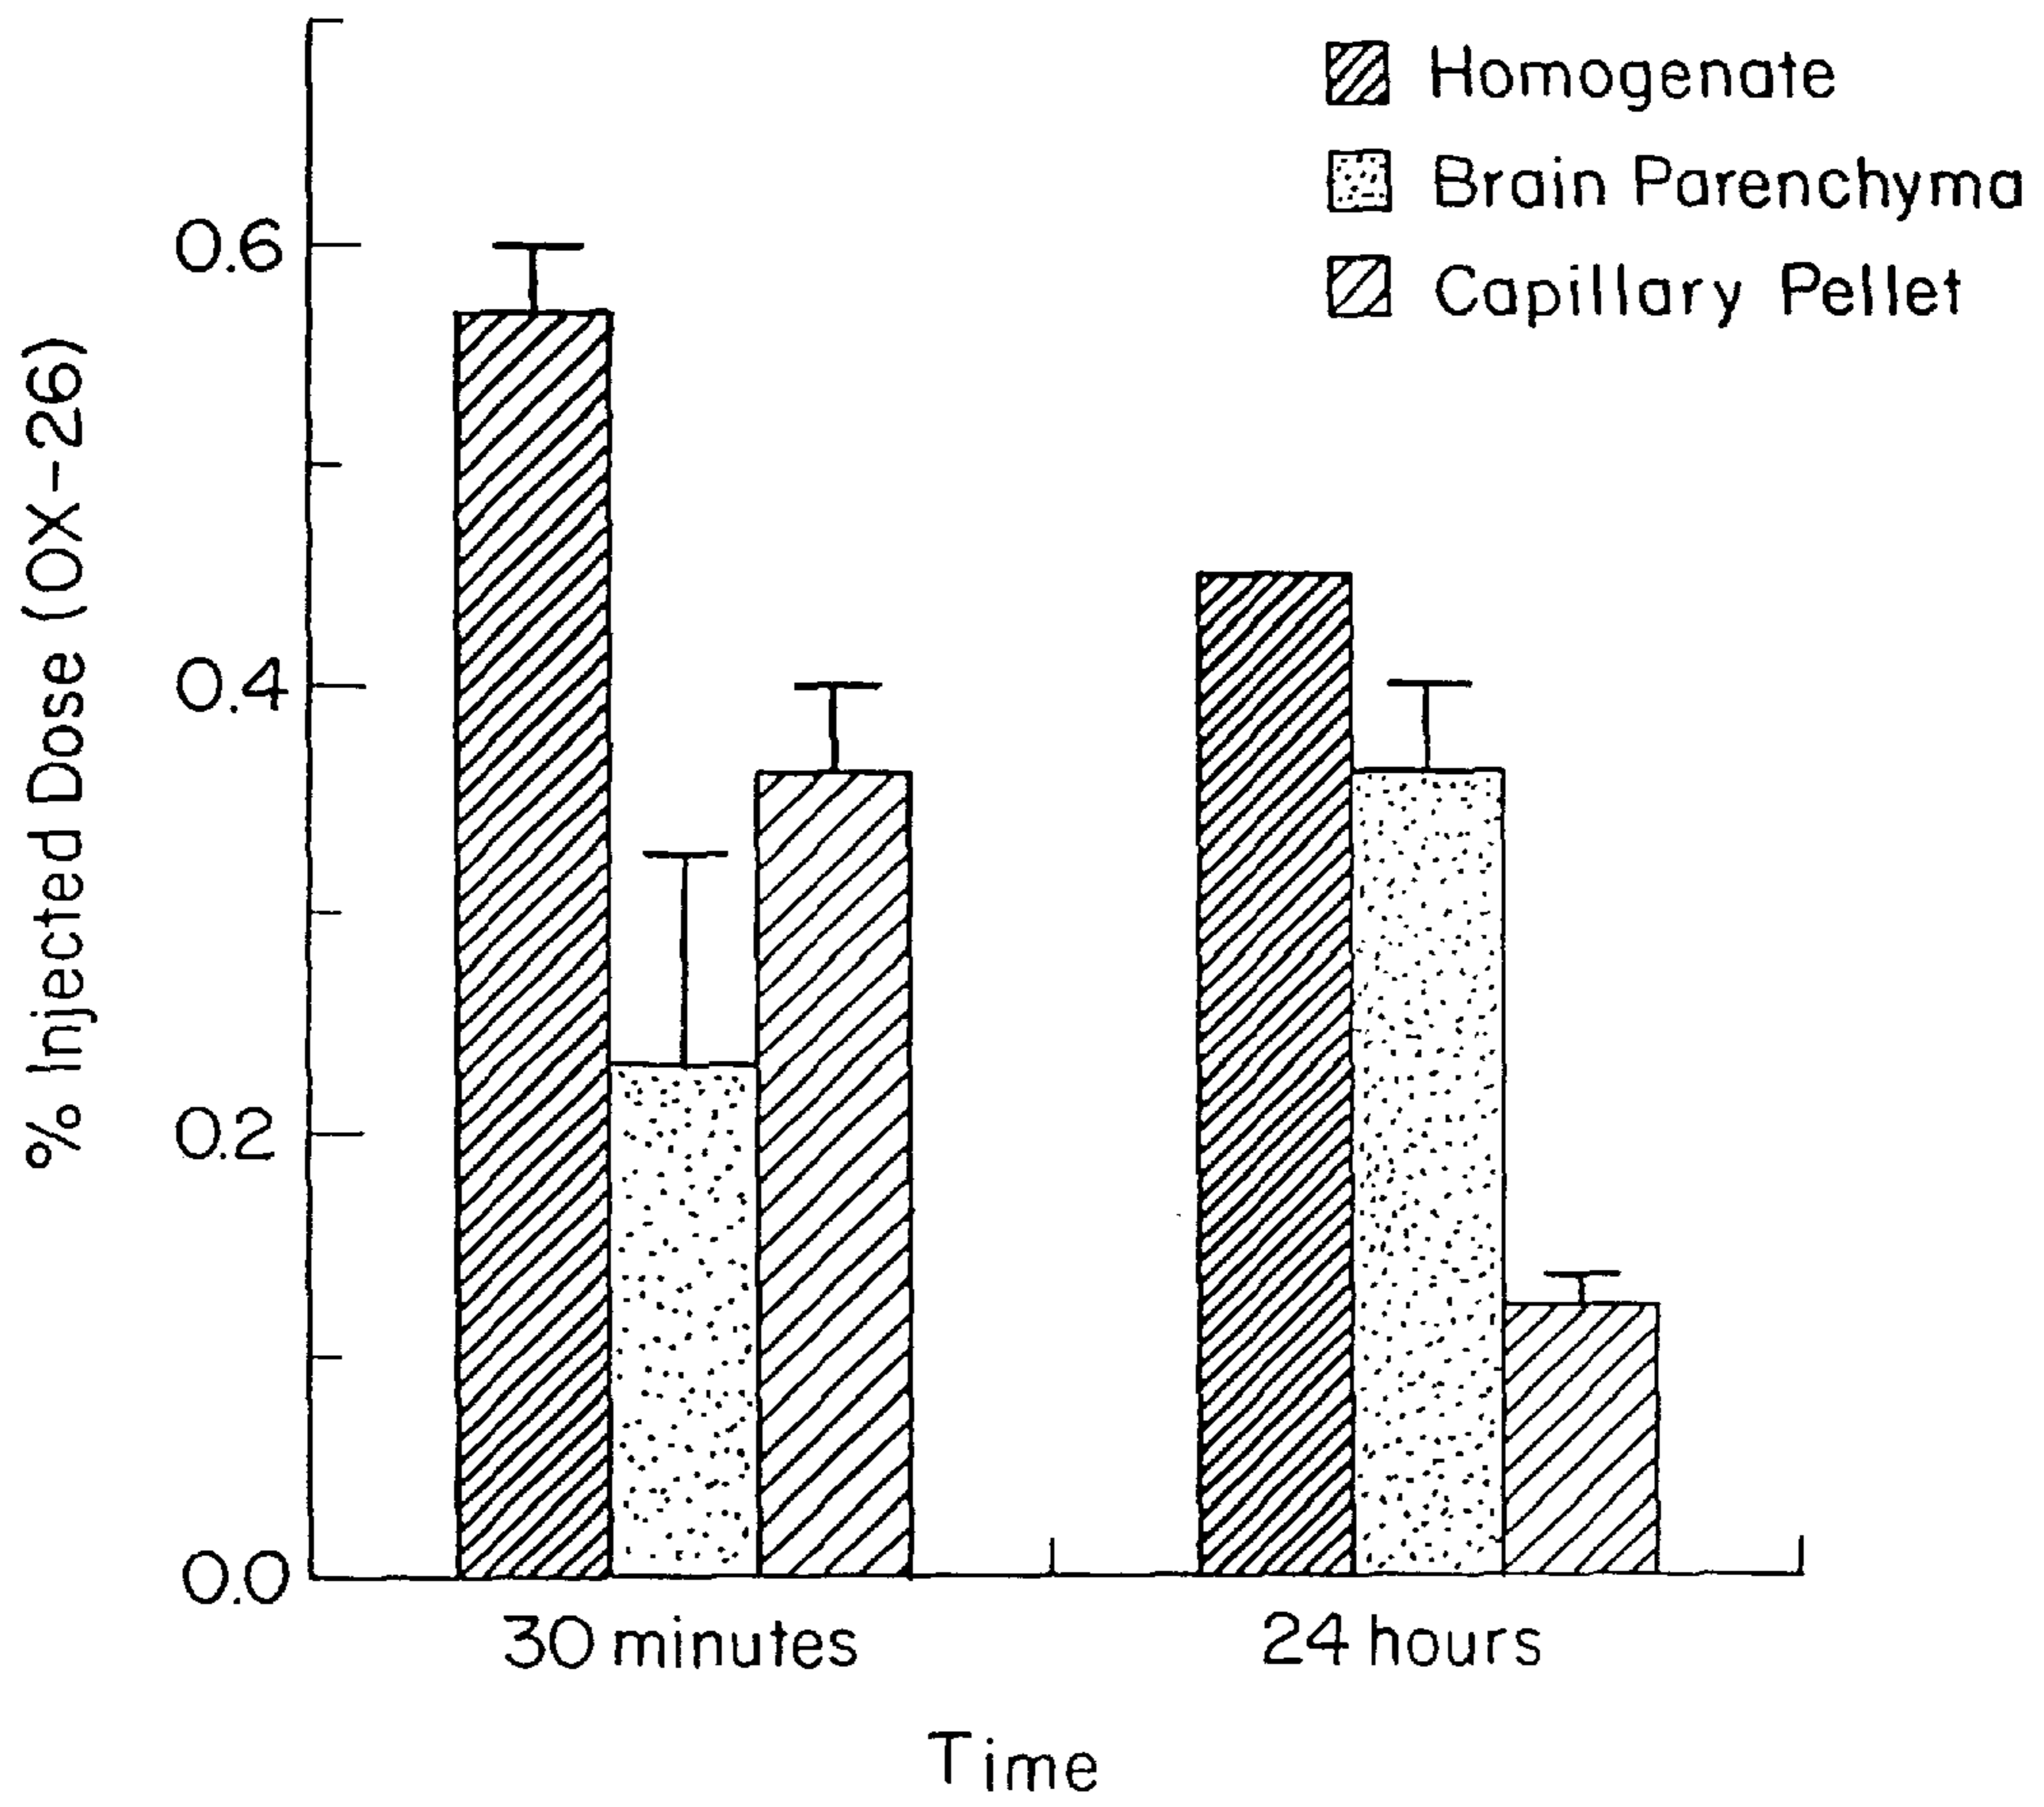 Homogenate
Brain Parenchyma
Capillary Pellet
% Injected Dose (OX-26)
0.6
0.4
0.2
0.0
30 minutes
24 hours
Time